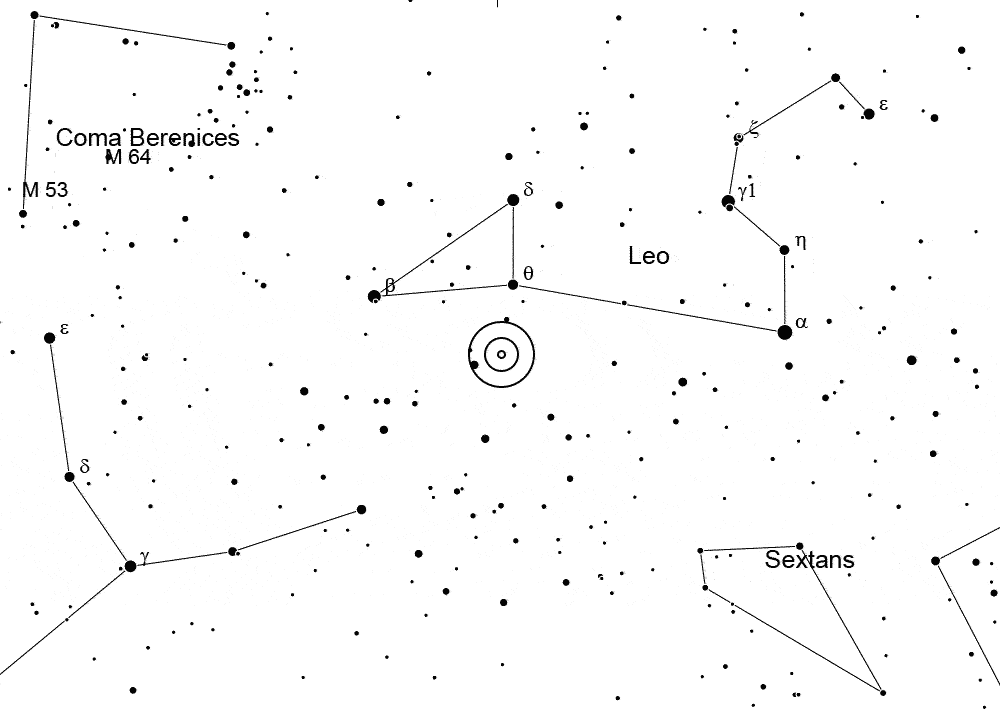 ε
ζ
Coma Berenices
M 64
M 53
δ
γ1
η
Leo
θ
β
α
ε
δ
γ
Sextans